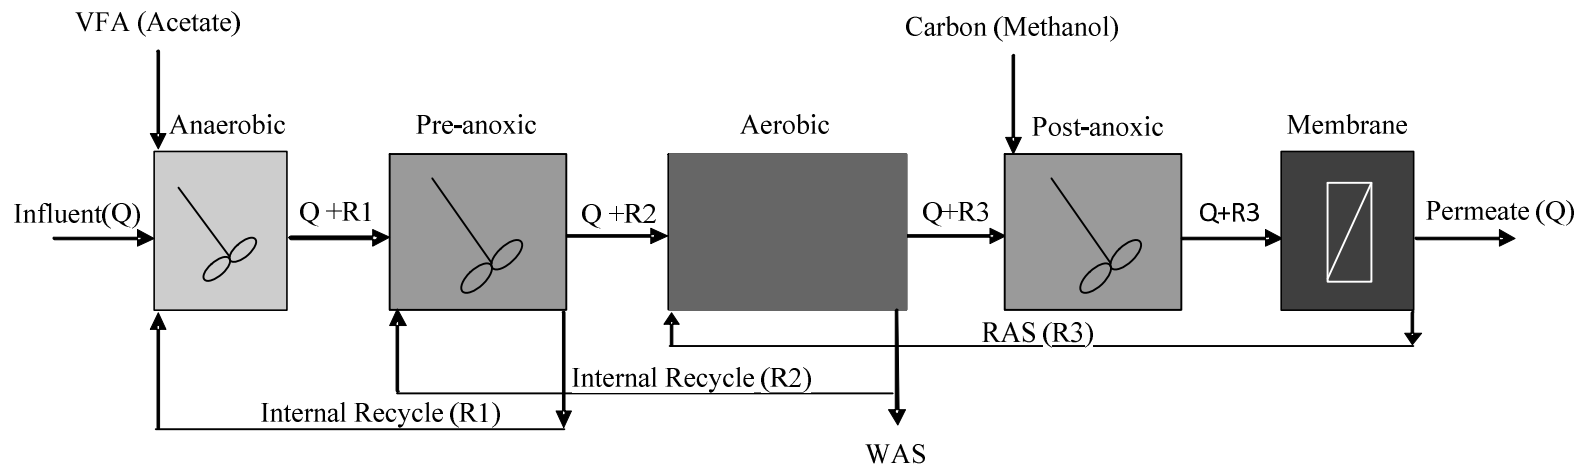 VFA (Acetate)
Carbon (Methanol)
Anaerobic
Pre-anoxic
Aerobic
Post-anoxic
Membrane
Influent(Q)
Q +R1
Q +R2
Q+R3
Q+R3
Permeate (Q)
RAS (R3)
Internal Recycle (R2)
Internal Recycle (R1)
WAS